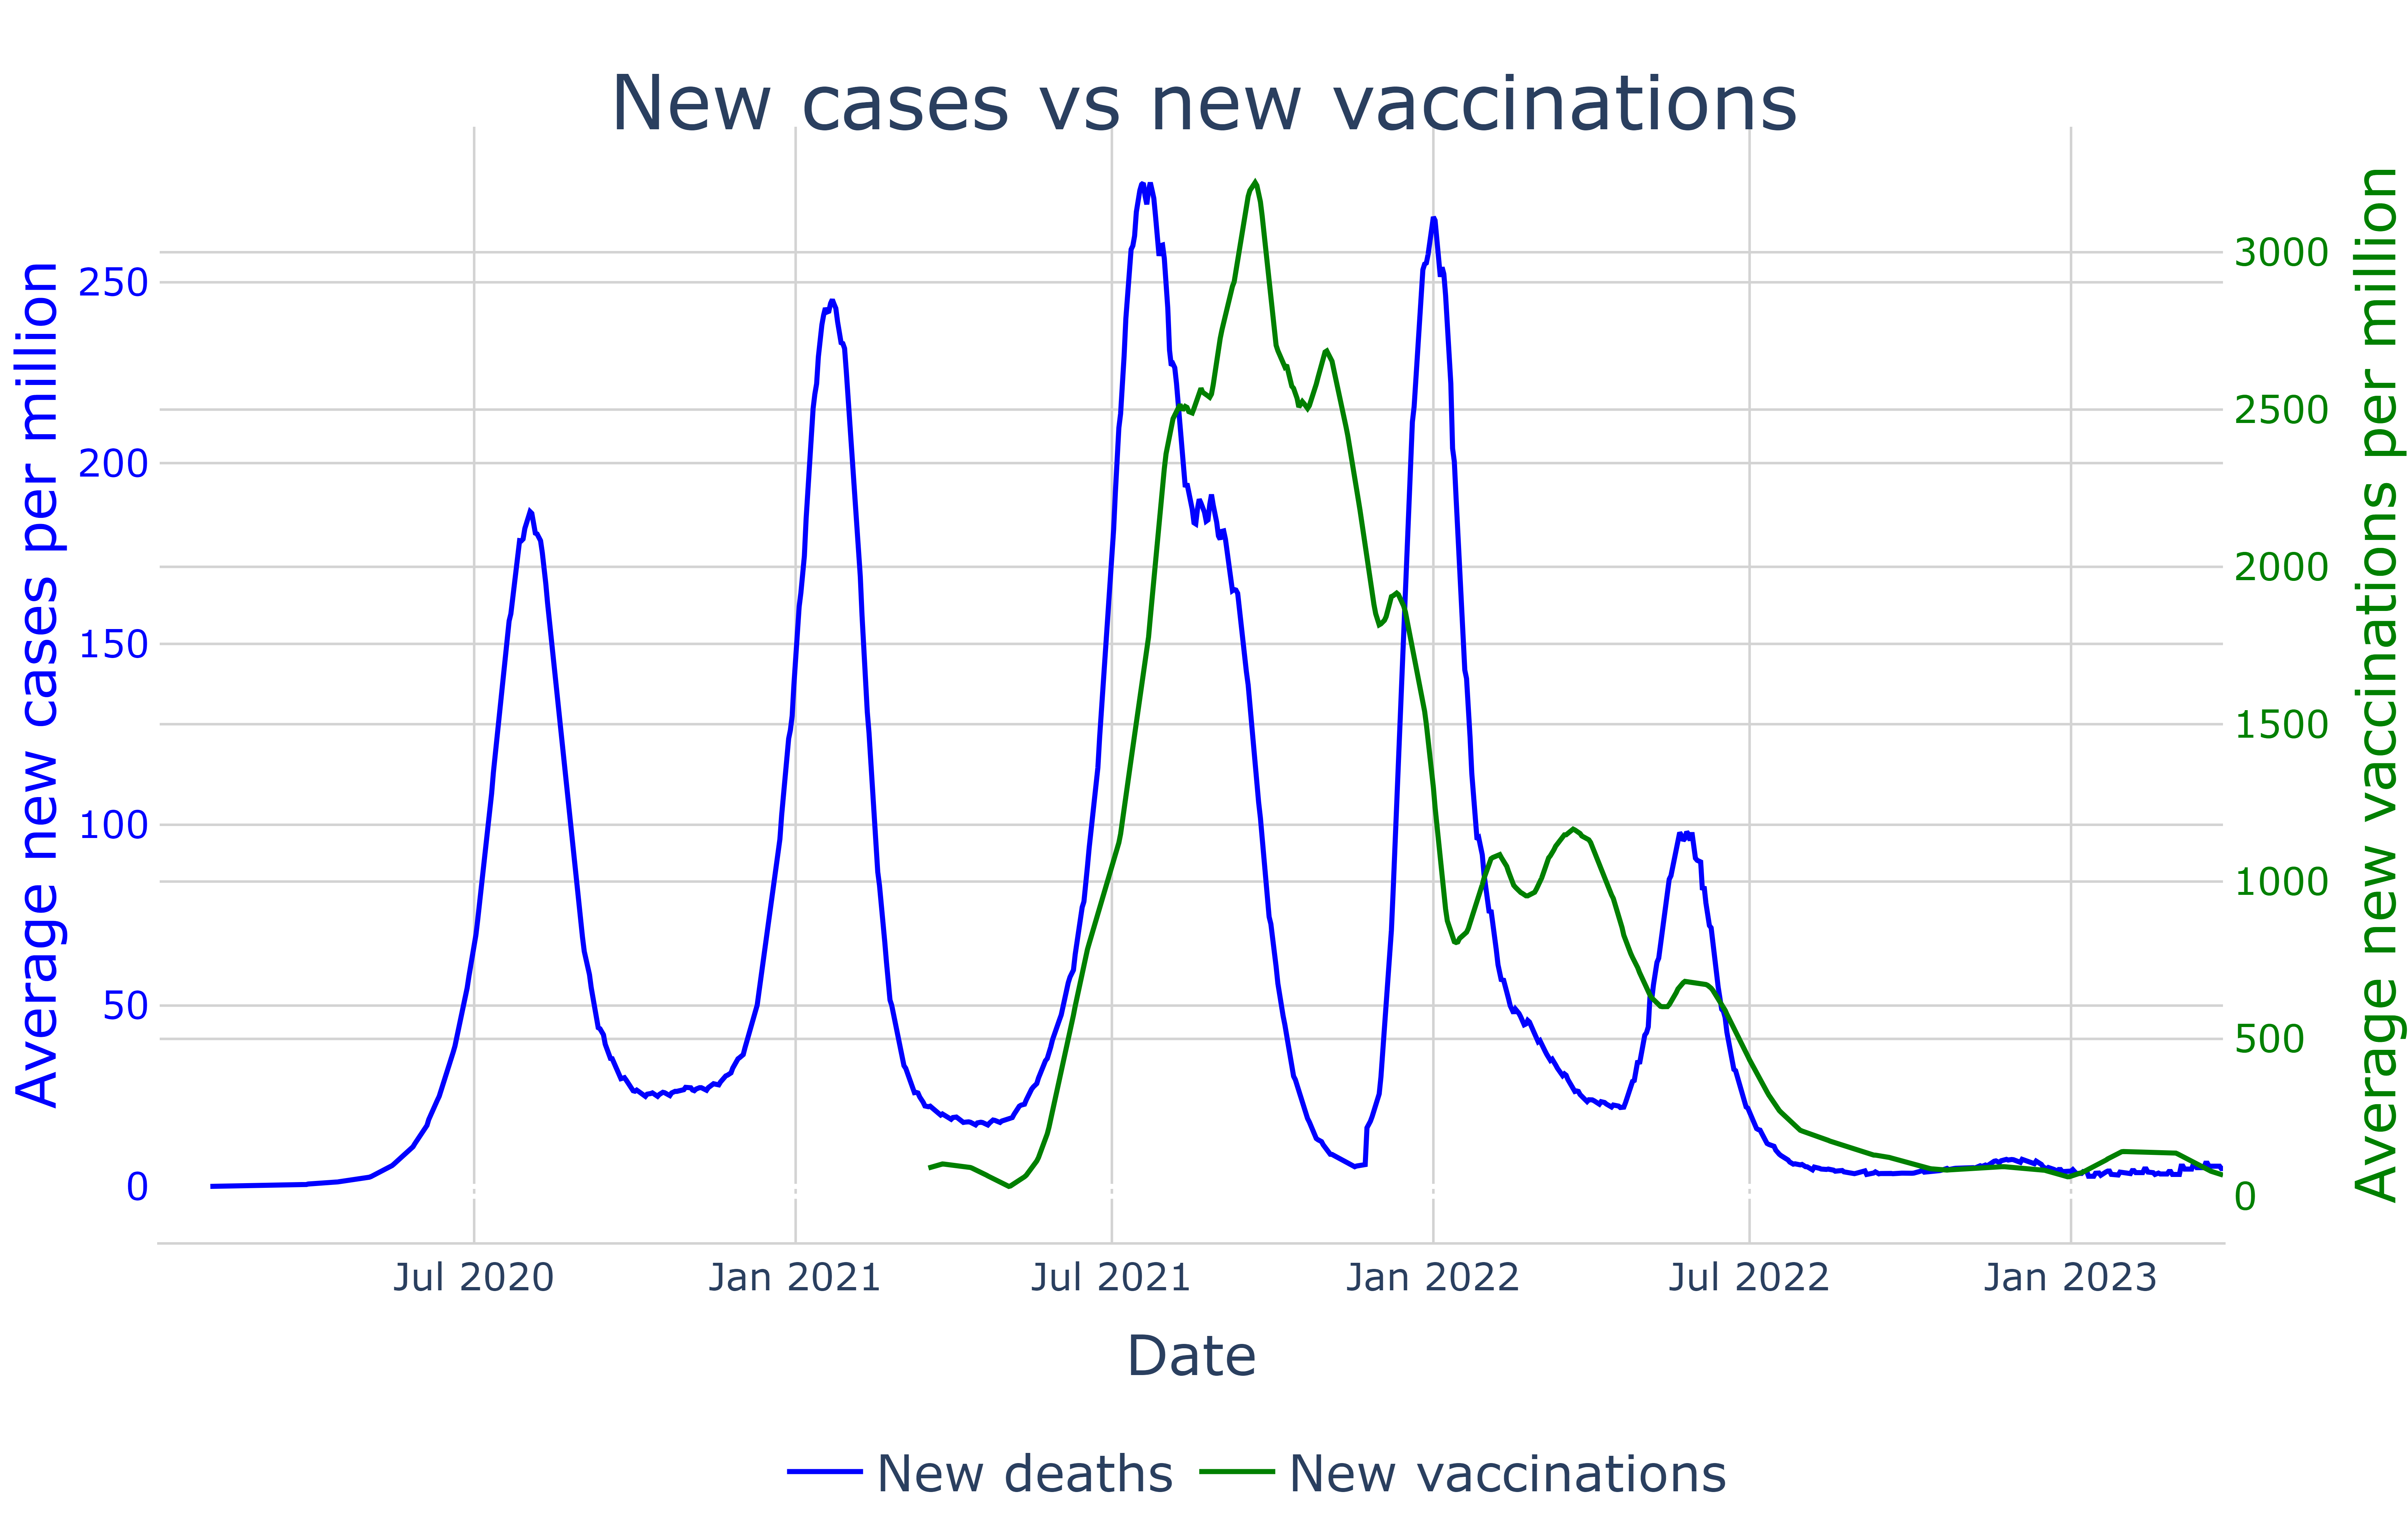 New cases vs new vaccinations
Average new cases per million
250
200
150
100
50
0
3000
2500
2000
1500
1000
500
0
Average new vaccinations per million
Jul 2020
Jan 2021
Jul 2021
Jan 2022
Jul 2022
Jan 2023
Date
New deaths
New vaccinations